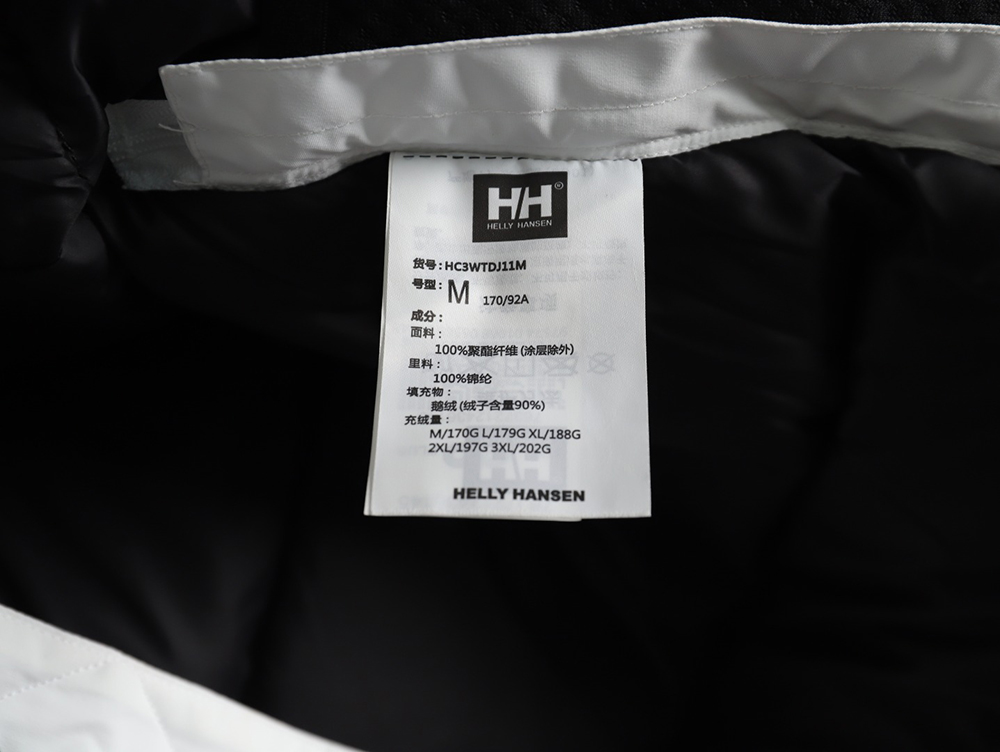 H/H®
HELLY HANSEN
货号：HC3WTDJ11M
号型：M 170/92A
成分：
面料：
100%聚酯纤维(涂层除外)
里料：
100%锦纶
填充物：
鹅绒(绒子含量90%)
充绒量：
M/170G L/179G XL/188G
2XL/197G 3XL/202G
HELLY HANSEN